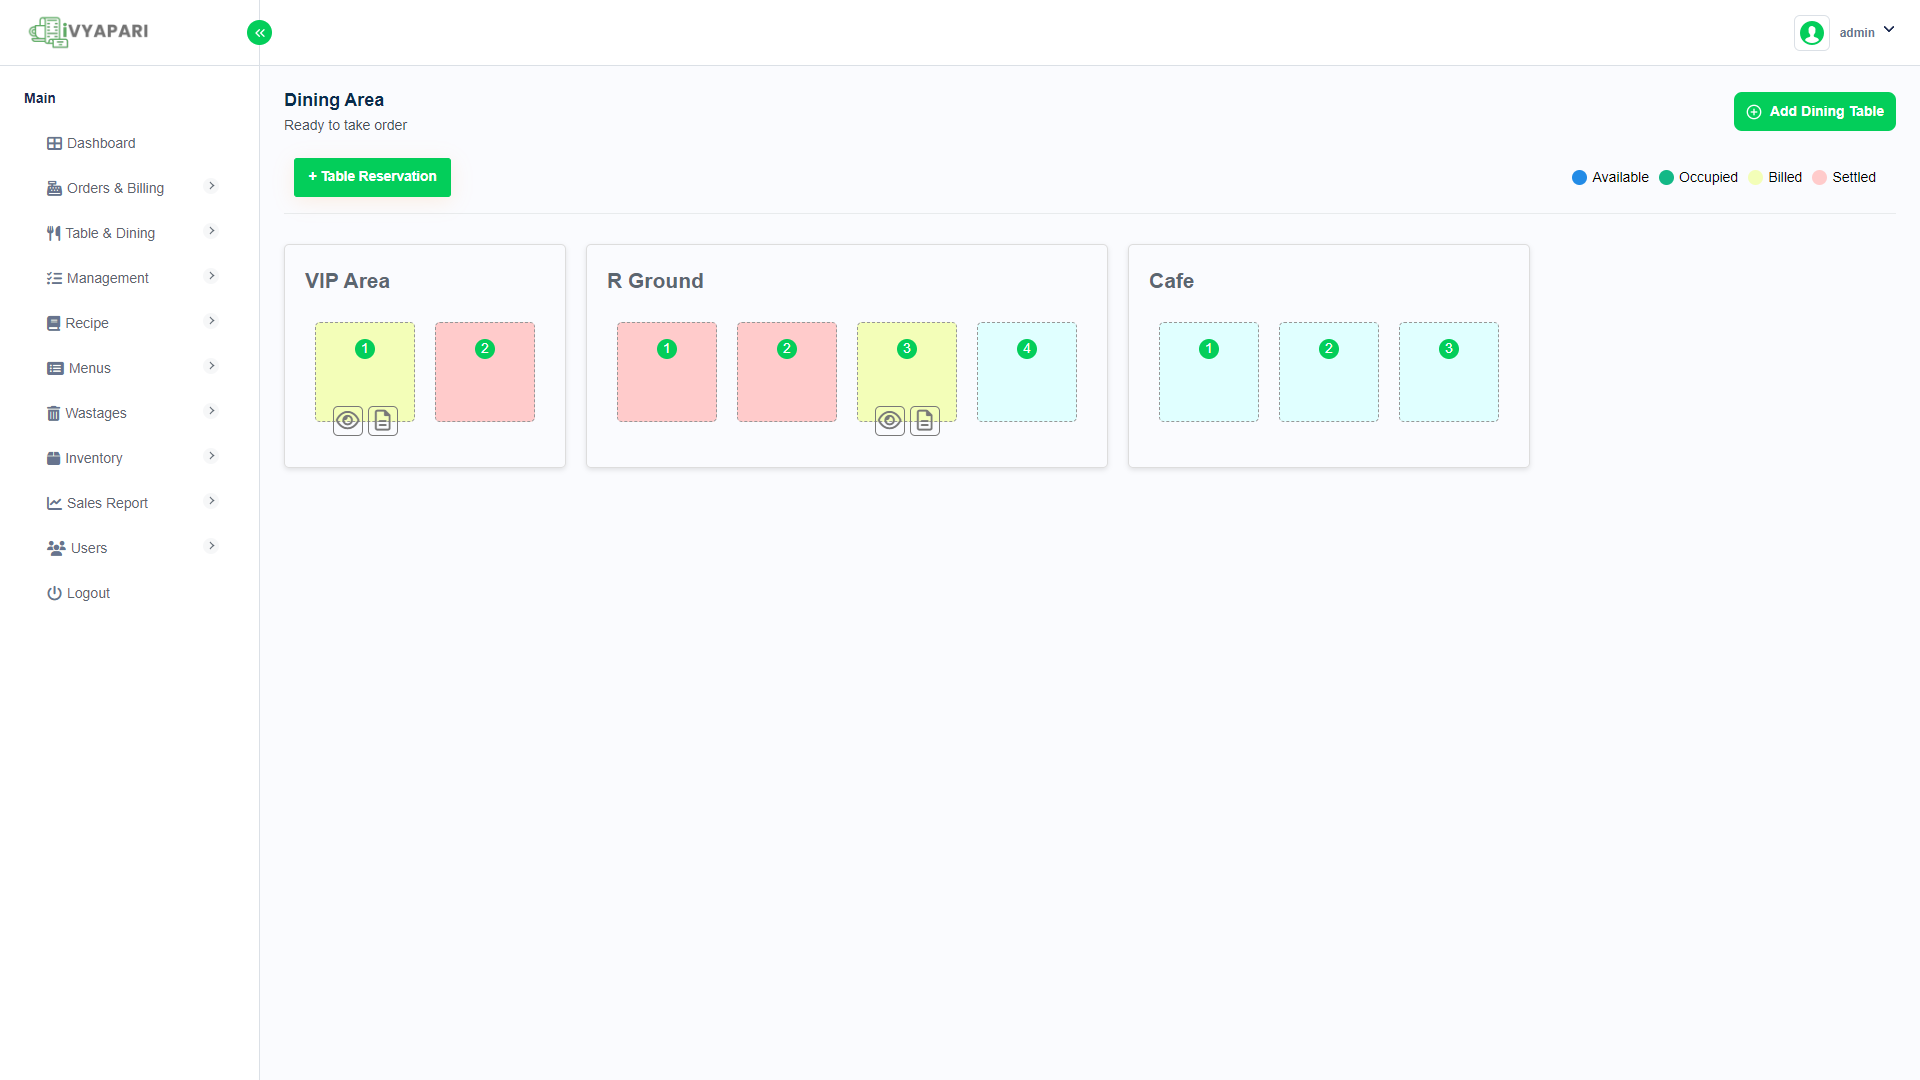 iVYAPARI
admin
Main
Dashboard
Orders & Billing
Table & Dining
Management
Recipe
Menus
Wastages
Inventory
Sales Report
Users
Logout
Dining Area
Ready to take order
Add Dining Table
+ Table Reservation
Available Occupied Billed Settled
VIP Area
1 2
R Ground
1 2 3 4
Cafe
1 2 3